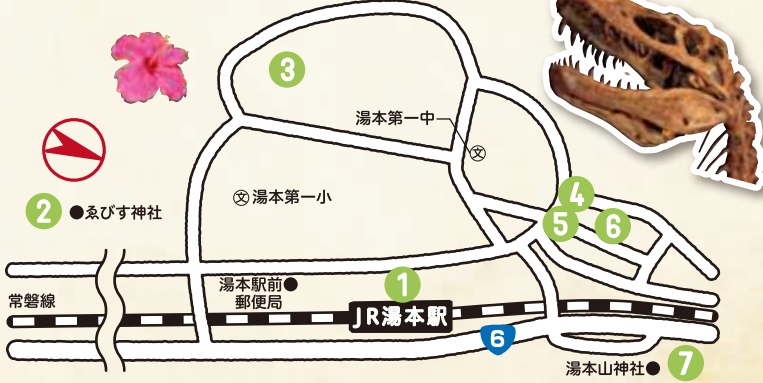 3
湯本第一中
文
文 湯本第一小
2 ●ゑびす神社
4
5
6
湯本駅前●
郵便局
1
常磐線
JR湯本駅
6
湯本山神社●
7